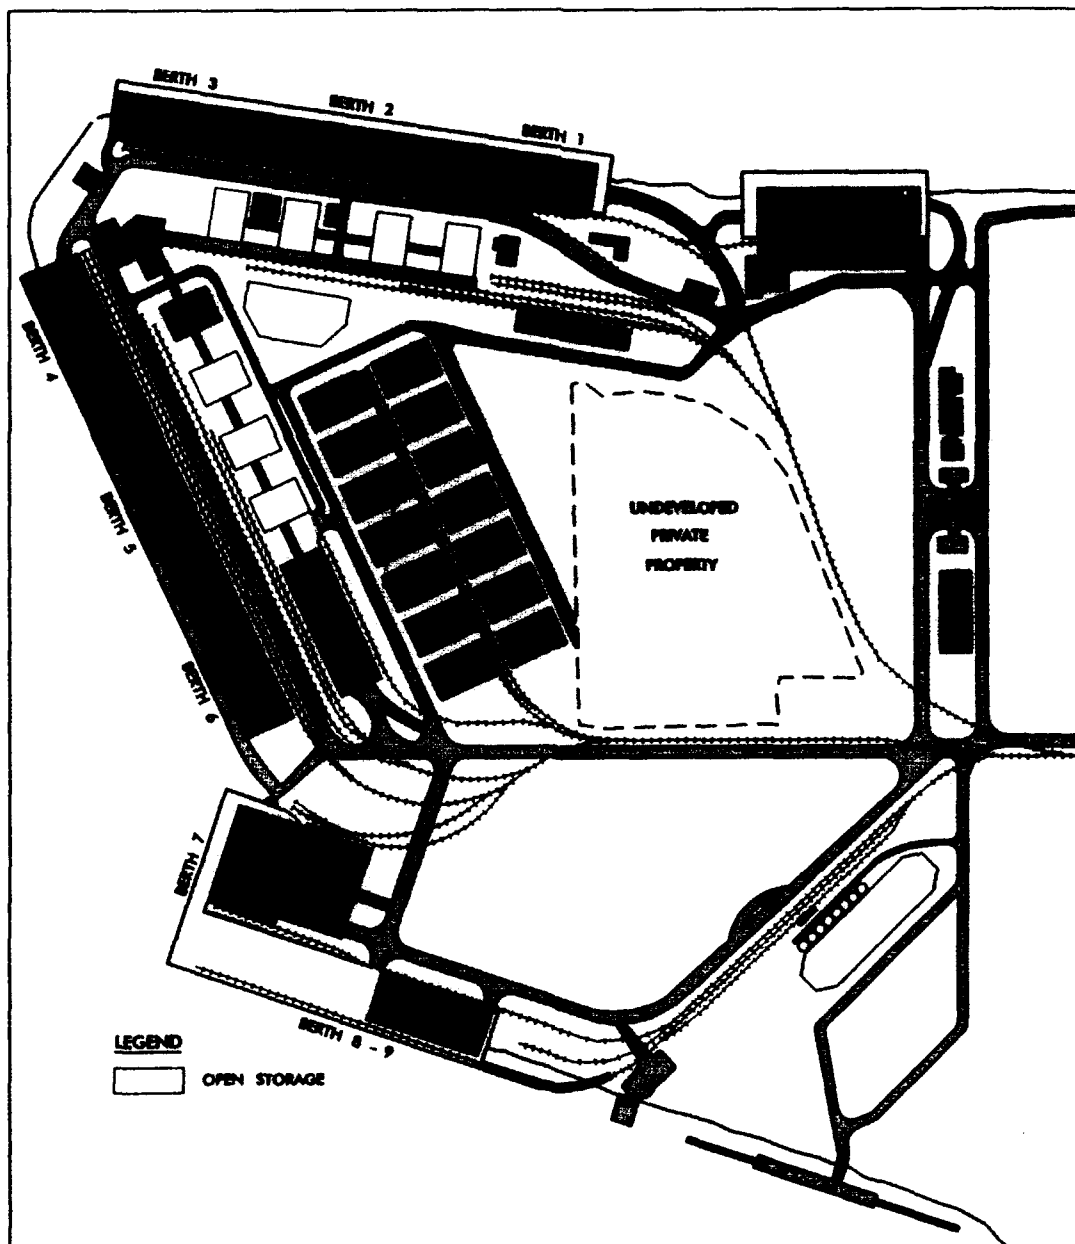 BERTH 3
BERTH 2
BERTH 1
BERTH 4
BERTH 5
BERTH 6
UNDEVELOPED
PRIVATE
PROPERTY
BERTH 7
BERTH 8 - 9
LEGEND
OPEN STORAGE